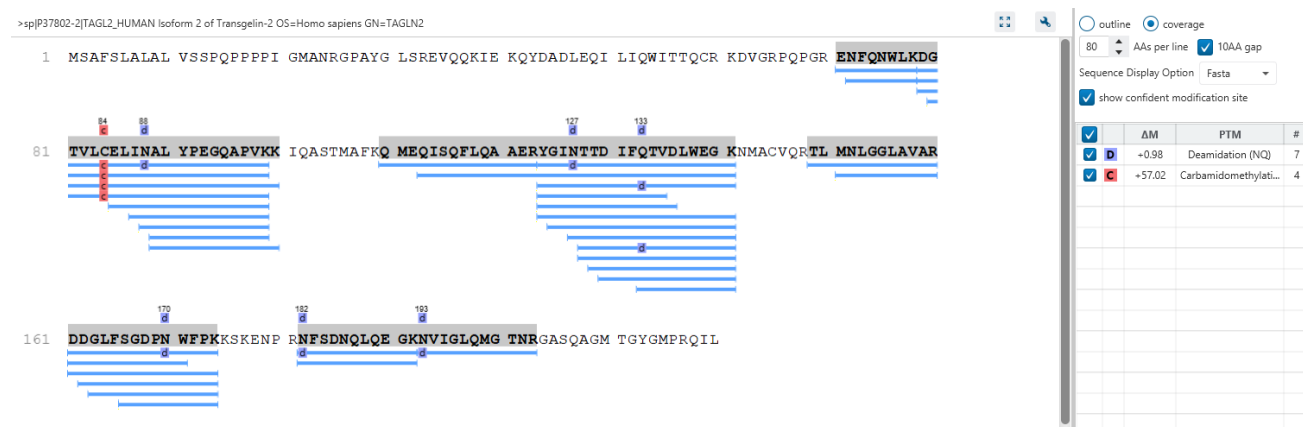 >sp|P37802-2|TAGL2_HUMAN Isoform 2 of Transgelin-2 OS=Homo sapiens GN=TAGLN2
1 MSAFSLALAL VSSPQPPPPI GMANRGPAYG LSREVQQKIE KQYDADLEQI LIQWITTQCR KDVGRPQPGR ENFQNWLKDG
84 88 127 133
c d d d
81 TVLCELINAL YPEGQAPVKK IQASTMAFKQ MEQISQFLQA AERYGINTTD IFQTVDLWEG KNMACVQRTL MNLGGLAVAR
c d d
c
c d
c
d
170 182 193
d d d
161 DDGLFSGDPN WFPKKSKENP RNFSDNQLQE GKNVIGLQMG TNRGASQAGM TGYGMPRQIL
d d d
outline coverage
80 AAs per line 10AA gap
Sequence Display Option Fasta
show confident modification site
ΔM PTM #
D +0.98 Deamidation (NQ) 7
C +57.02 Carbamidomethylati... 4